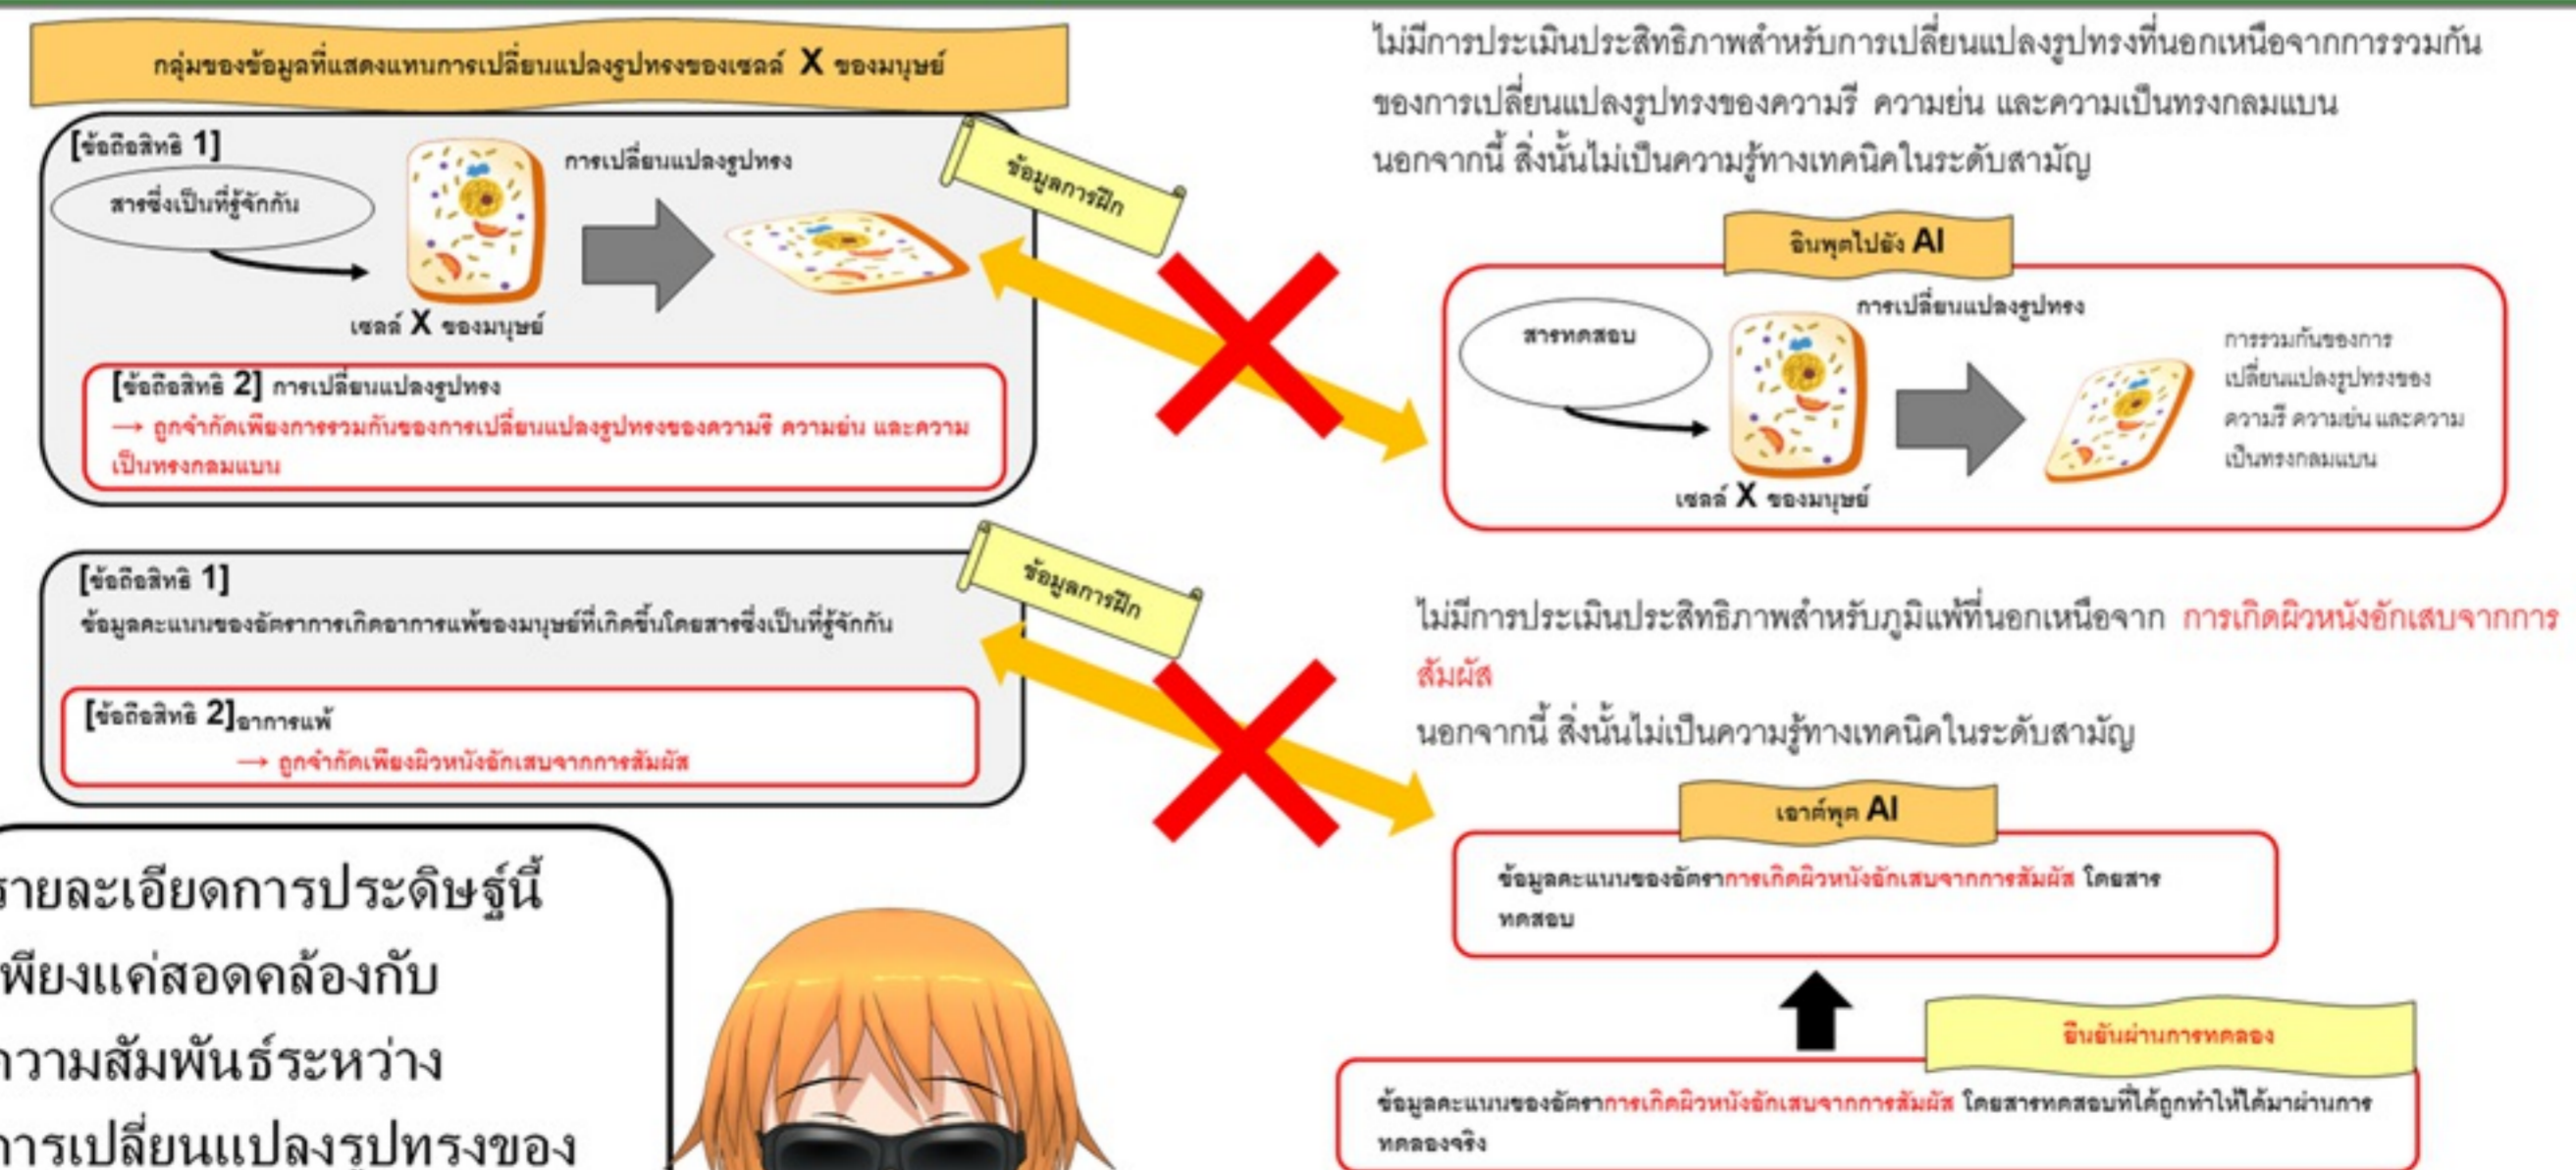 กลุ่มของข้อมูลที่แสดงแทนการเปลี่ยนแปลงรูปทรงของเซลล์ X ของมนุษย์
[ข้อถือสิทธิ 1]
สารซึ่งเป็นที่รู้จักกัน
การเปลี่ยนแปลงรูปทรง
เซลล์ X ของมนุษย์
ข้อมูลการฝึก
[ข้อถือสิทธิ 2] การเปลี่ยนแปลงรูปทรง
→ ถูกจำกัดเพียงการรวมกันของการเปลี่ยนแปลงรูปทรงของความรี ความย่น และความ
เป็นทรงกลมแบน
ไม่มีการประเมินประสิทธิภาพสำหรับการเปลี่ยนแปลงรูปทรงที่นอกเหนือจากการรวมกัน
ของการเปลี่ยนแปลงรูปทรงของความรี ความย่น และความเป็นทรงกลมแบน
นอกจากนี้ สิ่งนั้นไม่เป็นความรู้ทางเทคนิคในระดับสามัญ
อินพุตไปยัง AI
สารทดสอบ
การเปลี่ยนแปลงรูปทรง
เซลล์ X ของมนุษย์
การรวมกันของการ
เปลี่ยนแปลงรูปทรงของ
ความรี ความย่น และความ
เป็นทรงกลมแบน
[ข้อถือสิทธิ 1]
ข้อมูลคะแนนของอัตราการเกิดอาการแพ้ของมนุษย์ที่เกิดขึ้นโดยสารซึ่งเป็นที่รู้จักกัน
ข้อมูลการฝึก
[ข้อถือสิทธิ 2]อาการแพ้
→ ถูกจำกัดเพียงผิวหนังอักเสบจากการสัมผัส
ไม่มีการประเมินประสิทธิภาพสำหรับภูมิแพ้ที่นอกเหนือจาก การเกิดผิวหนังอักเสบจากการ
สัมผัส
นอกจากนี้ สิ่งนั้นไม่เป็นความรู้ทางเทคนิคในระดับสามัญ
เอาต์พุต AI
ข้อมูลคะแนนของอัตราการเกิดผิวหนังอักเสบจากการสัมผัส โดยสาร
ทดสอบ
ยืนยันผ่านการทดลอง
ข้อมูลคะแนนของอัตราการเกิดผิวหนังอักเสบจากการสัมผัส โดยสารทดสอบที่ได้ถูกทำให้ได้มาผ่านการ
ทดลองจริง
รายละเอียดการประดิษฐ์นี้
เพียงแค่สอดคล้องกับ
ความสัมพันธ์ระหว่าง
การเปลี่ยนแปลงรูปทรงของ